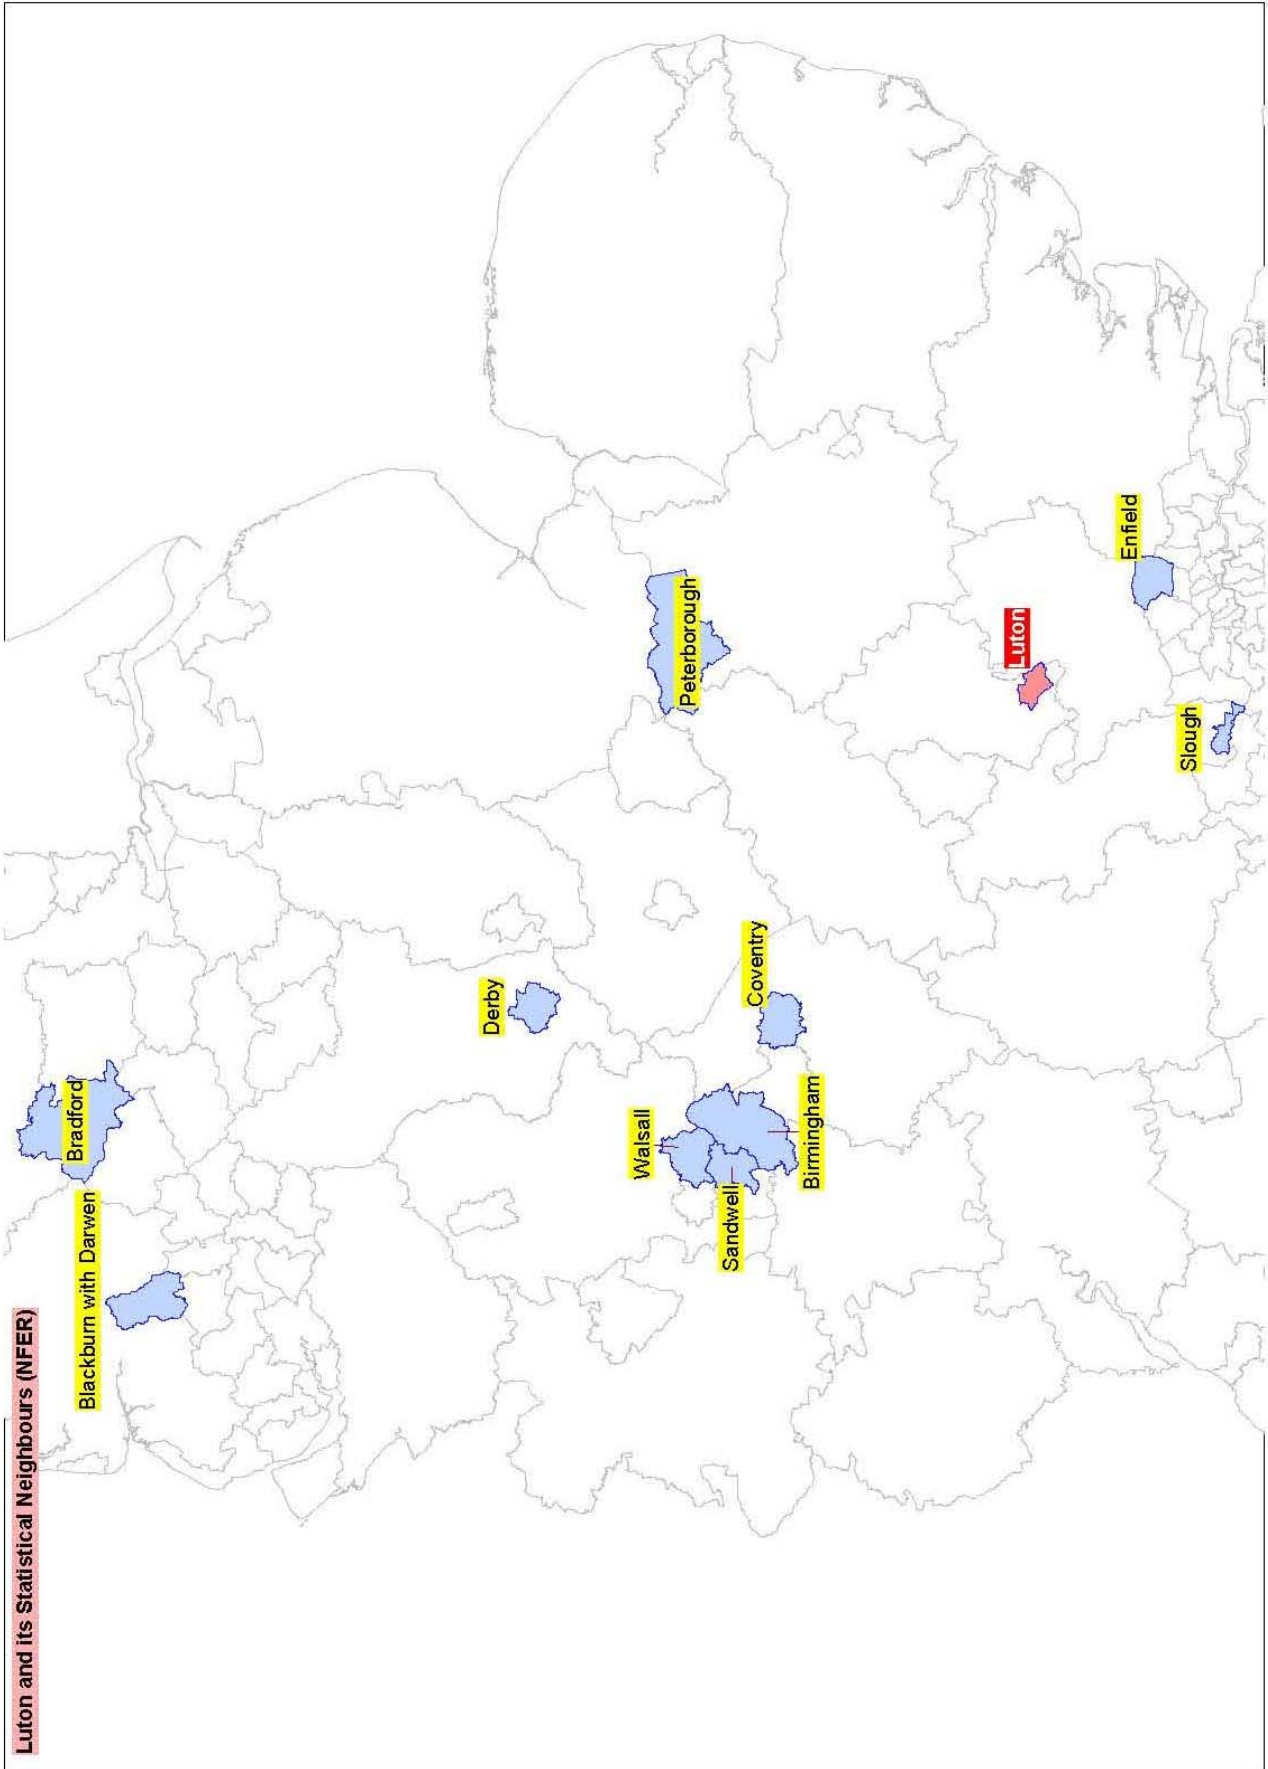 Luton and its Statistical Neighbours (NFER)
Blackburn with Darwen
Bradford
Derby
Walsall
Peterborough
Sandwell
Coventry
Birmingham
Luton
Enfield
Slough